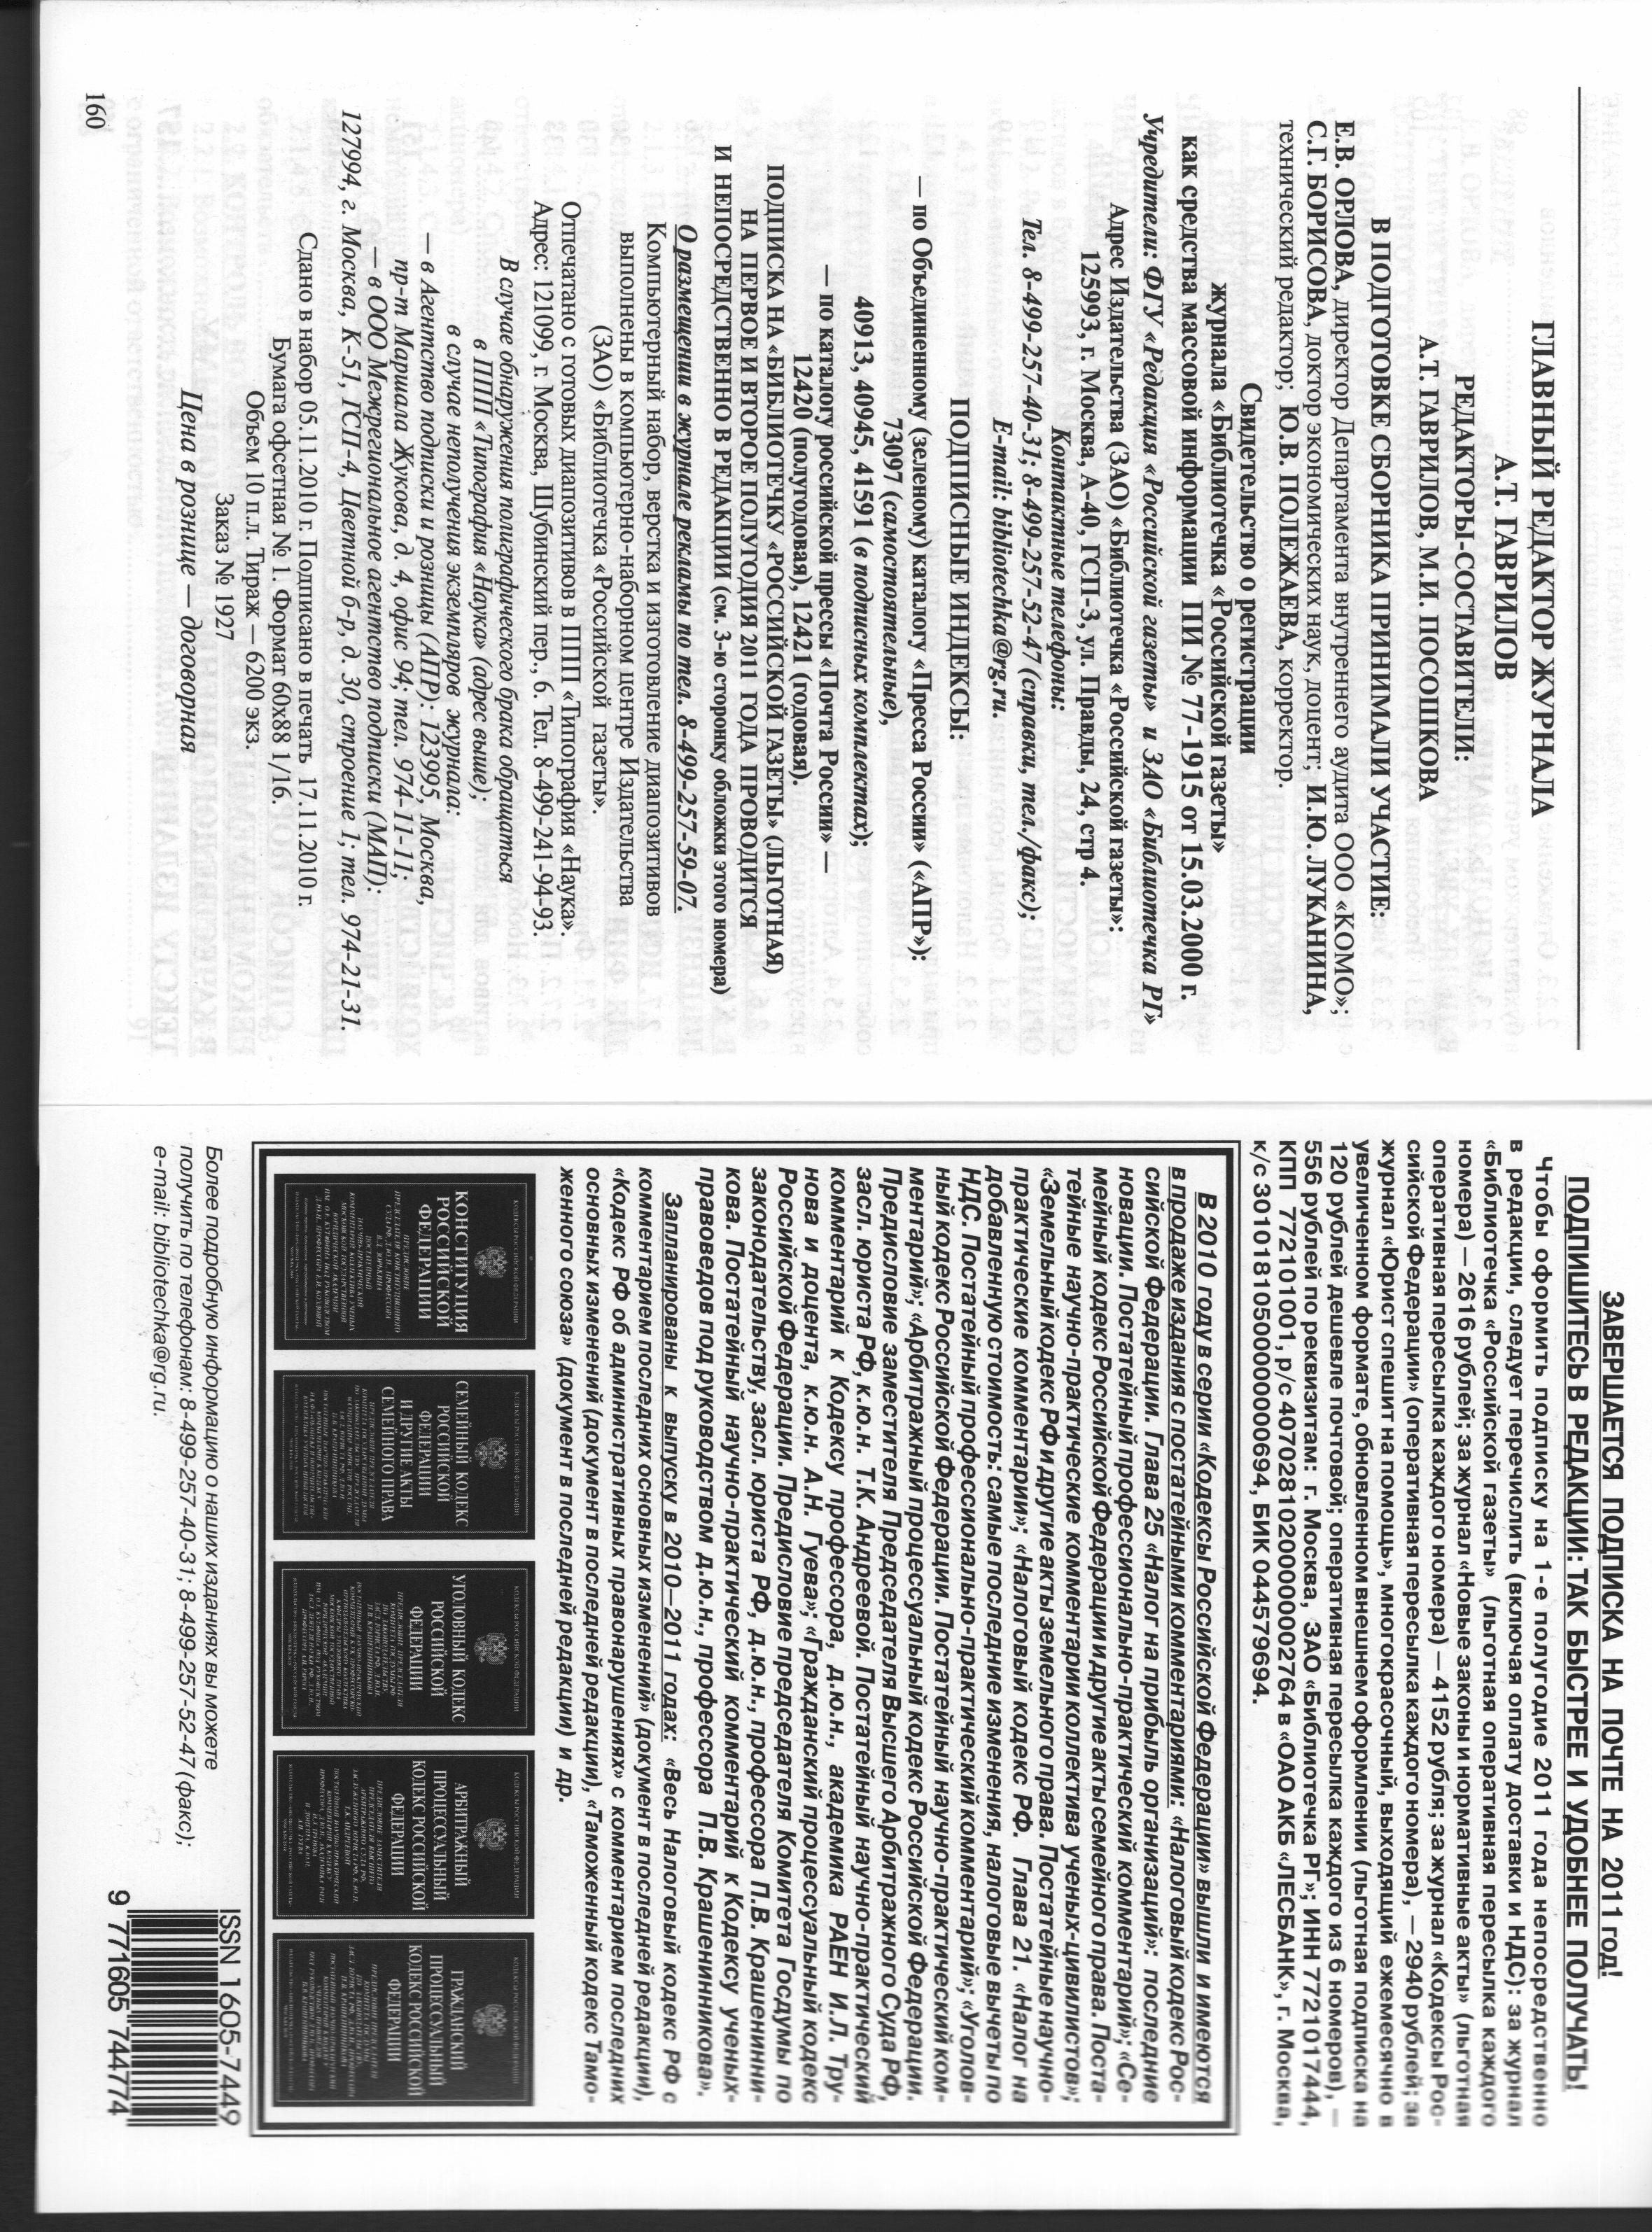 ГЛАВНЫЙ РЕДАКТОР ЖУРНАЛА
А.Т. ГАВРИЛОВ
РЕДАКТОРЫ-СОСТАВИТЕЛИ:
А.Т. ГАВРИЛОВ, М.И. ПОСОШКОВА
В ПОДГОТОВКЕ СБОРНИКА ПРИНИМАЛИ УЧАСТИЕ:
Е.В. ОРЛОВА, директор Департамента внутреннего аудита ООО «КОМО»;
С.Г. БОРИСОВА, доктор экономических наук, доцент; И.Ю. ЛУКАНИНА,
технический редактор; Ю.В. ПОЛЕЖАЕВА, корректор.
Свидетельство о регистрации
журнала «Библиотечка «Российской газеты»
как средства массовой информации ПИ № 77-1915 от 15.03.2000 г.
Учредители: ФГУ «Редакция «Российской газеты» и ЗАО «Библиотечка РГ»
Адрес Издательства (ЗАО) «Библиотечка «Российской газеты»:
125993, г. Москва, А-40, ГСП-3, ул. Правды, 24, стр 4.
Контактные телефоны:
Тел. 8-499-257-40-31; 8-499-257-52-47 (справки, тел./факс);
E-mail: bibliotechka@rg.ru.
ПОДПИСНЫЕ ИНДЕКСЫ:
— по Объединенному (зеленому) каталогу «Пресса России» («АПР»):
73097 (самостоятельные),
40913, 40945, 41591 (в подписных комплектах);
— по каталогу российской прессы «Почта России» —
12420 (полугодовая), 12421 (годовая).
ПОДПИСКА НА «БИБЛИОТЕЧКУ «РОССИЙСКОЙ ГАЗЕТЫ» (ЛЬГОТНАЯ)
НА ПЕРВОЕ И ВТОРОЕ ПОЛУГОДИЯ 2011 ГОДА ПРОВОДИТСЯ
И НЕПОСРЕДСТВЕННО В РЕДАКЦИИ (см. 3-ю сторонку обложки этого номера)
О размещении в журнале рекламы по тел. 8-499-257-59-07.
Компьютерный набор, верстка и изготовление диапозитивов
выполнены в компьютерно-наборном центре Издательства
(ЗАО) «Библиотечка «Российской газеты».
Отпечатано с готовых диапозитивов в ППП «Типография «Наука».
Адрес: 121099, г. Москва, Шубинский пер., 6. Тел. 8-499-241-94-93.
В случае обнаружения полиграфического брака обращаться
в ППП «Типография «Наука» (адрес выше);
в случае неполучения экземпляров журнала:
— в Агентство подписки и розницы (АПР): 123995, Москва,
пр-т Маршала Жукова, д. 4, офис 94; тел. 974-11-11;
— в ООО Межрегиональное агентство подписки (МАП):
127994, г. Москва, К-51, ГСП-4, Цветной б-р, д. 30, строение 1; тел. 974-21-31.
Сдано в набор 05.11.2010 г. Подписано в печать 17.11.2010 г.
Бумага офсетная № 1. Формат 60х88 1/16.
Объем 10 п.л. Тираж — 6200 экз.
Заказ № 1927
Цена в рознице — договорная
160
ЗАВЕРШАЕТСЯ ПОДПИСКА НА ПОЧТЕ НА 2011 год!
ПОДПИШИТЕСЬ В РЕДАКЦИИ: ТАК БЫСТРЕЕ И УДОБНЕЕ ПОЛУЧАТЬ!
Чтобы оформить подписку на 1-е полугодие 2011 года непосредственно
в редакции, следует перечислить (включая оплату доставки и НДС): за журнал
«Библиотечка «Российской газеты» (льготная оперативная пересылка каждого
номера) — 2616 рублей; за журнал «Новые законы и нормативные акты» (льготная
оперативная пересылка каждого номера) — 4152 рубля; за журнал «Кодексы Рос-
сийской Федерации» (оперативная пересылка каждого номера), — 2940 рублей; за
журнал «Юрист спешит на помощь», многокрасочный, выходящий ежемесячно в
увеличенном формате, обновленном внешнем оформлении (льготная подписка на
120 рублей дешевле почтовой; оперативная пересылка каждого из 6 номеров), —
556 рублей по реквизитам: г. Москва, ЗАО «Библиотечка РГ»; ИНН 7721017444,
КПП 772101001, р/с 40702810200000002764 в «ОАО АКБ «ЛЕСБАНК», г. Москва,
к/с 30101810500000000694, БИК 044579694.
В 2010 году в серии «Кодексы Российской Федерации» вышли и имеются
в продаже издания с постатейными комментариями: «Налоговый кодекс Рос-
сийской Федерации. Глава 25 «Налог на прибыль организаций»: последние
новации. Постатейный профессионально-практический комментарий»; «Се-
мейный кодекс Российской Федерации и другие акты семейного права. Поста-
тейные научно-практические комментарии коллектива ученых-цивилистов»;
«Земельный кодекс РФ и другие акты земельного права. Постатейные научно-
практические комментарии»; «Налоговый кодекс РФ. Глава 21. «Налог на
добавленную стоимость: самые последние изменения, налоговые вычеты по
НДС. Постатейный профессионально-практический комментарий»; «Уголов-
ный кодекс Российской Федерации. Постатейный научно-практический ком-
ментарий»; «Арбитражный процессуальный кодекс Российской Федерации.
Предисловие заместителя Председателя Высшего Арбитражного Суда РФ,
засл. юриста РФ, к.ю.н. Т.К. Андреевой. Постатейный научно-практический
комментарий к Кодексу профессора, д.ю.н., академика РАЕН И.Л. Тру-
нова и доцента, к.ю.н. А.Н. Гуева»; «Гражданский процессуальный кодекс
Российской Федерации. Предисловие председателя Комитета Госдумы по
законодательству, засл. юриста РФ, д.ю.н., профессора П.В. Крашенинни-
кова. Постатейный научно-практический комментарий к Кодексу ученых-
правоведов под руководством д.ю.н., профессора П.В. Крашенинникова».
Запланированы к выпуску в 2010—2011 годах: «Весь Налоговый кодекс РФ с
комментарием последних основных изменений» (документ в последней редакции),
«Кодекс РФ об административных правонарушениях» с комментарием последних
основных изменений (документ в последней редакции), «Таможенный кодекс Тамо-
женного союза» (документ в последней редакции) и др.
КОДЕКСЫ РОССИЙСКОЙ ФЕДЕРАЦИИ
КОНСТИТУЦИЯ
РОССИЙСКОЙ
ФЕДЕРАЦИИ
КОДЕКСЫ РОССИЙСКОЙ ФЕДЕРАЦИИ
СЕМЕЙНЫЙ КОДЕКС
РОССИЙСКОЙ
ФЕДЕРАЦИИ
И ДРУГИЕ АКТЫ
СЕМЕЙНОГО ПРАВА
КОДЕКСЫ РОССИЙСКОЙ ФЕДЕРАЦИИ
УГОЛОВНЫЙ КОДЕКС
РОССИЙСКОЙ
ФЕДЕРАЦИИ
КОДЕКСЫ РОССИЙСКОЙ ФЕДЕРАЦИИ
АРБИТРАЖНЫЙ
ПРОЦЕССУАЛЬНЫЙ
КОДЕКС РОССИЙСКОЙ
ФЕДЕРАЦИИ
КОДЕКСЫ РОССИЙСКОЙ ФЕДЕРАЦИИ
ГРАЖДАНСКИЙ
ПРОЦЕССУАЛЬНЫЙ
КОДЕКС РОССИЙСКОЙ
ФЕДЕРАЦИИ
Более подробную информацию о наших изданиях вы можете
получить по телефонам: 8-499-257-40-31; 8-499-257-52-47 (факс);
e-mail: bibliotechka@rg.ru.
ISSN 1605-7449
9 771605 744774